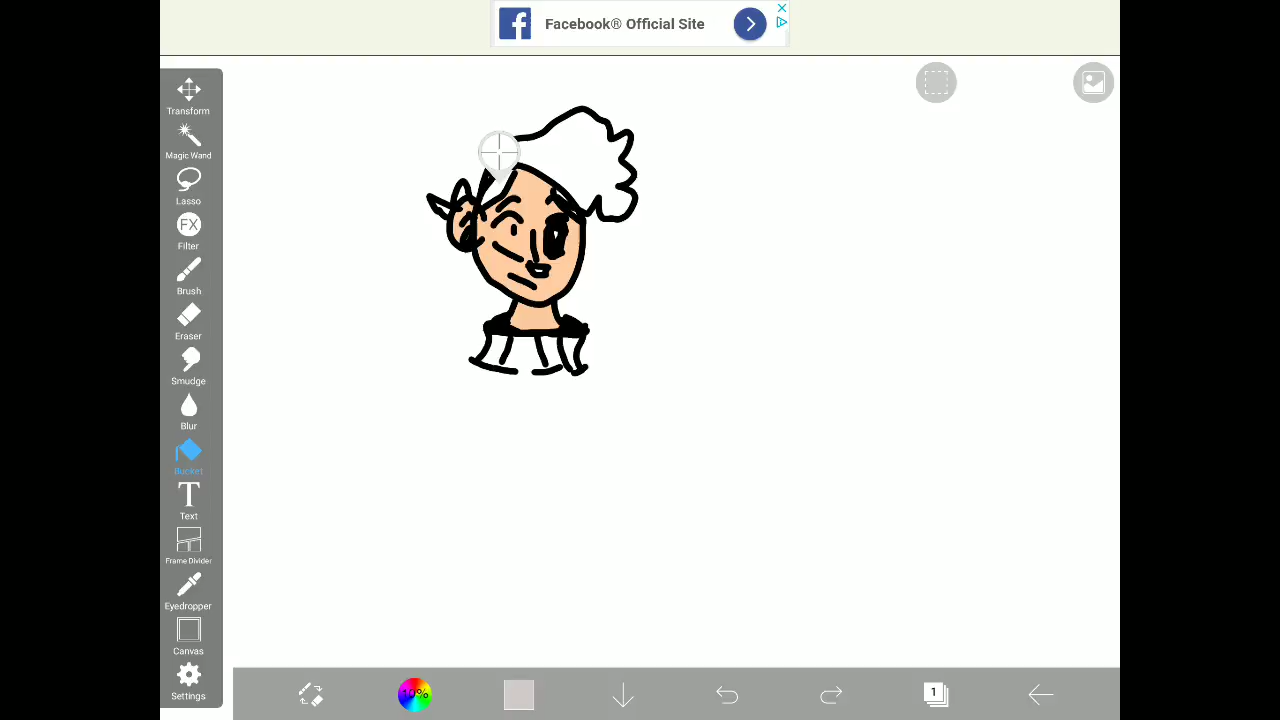 Facebook® Official Site
Transform
Magic Wand
Lasso
FX
Filter
Brush
Eraser
Smudge
Blur
Bucket
T
Text
Frame Divider
Eyedropper
Canvas
Settings
10%
1